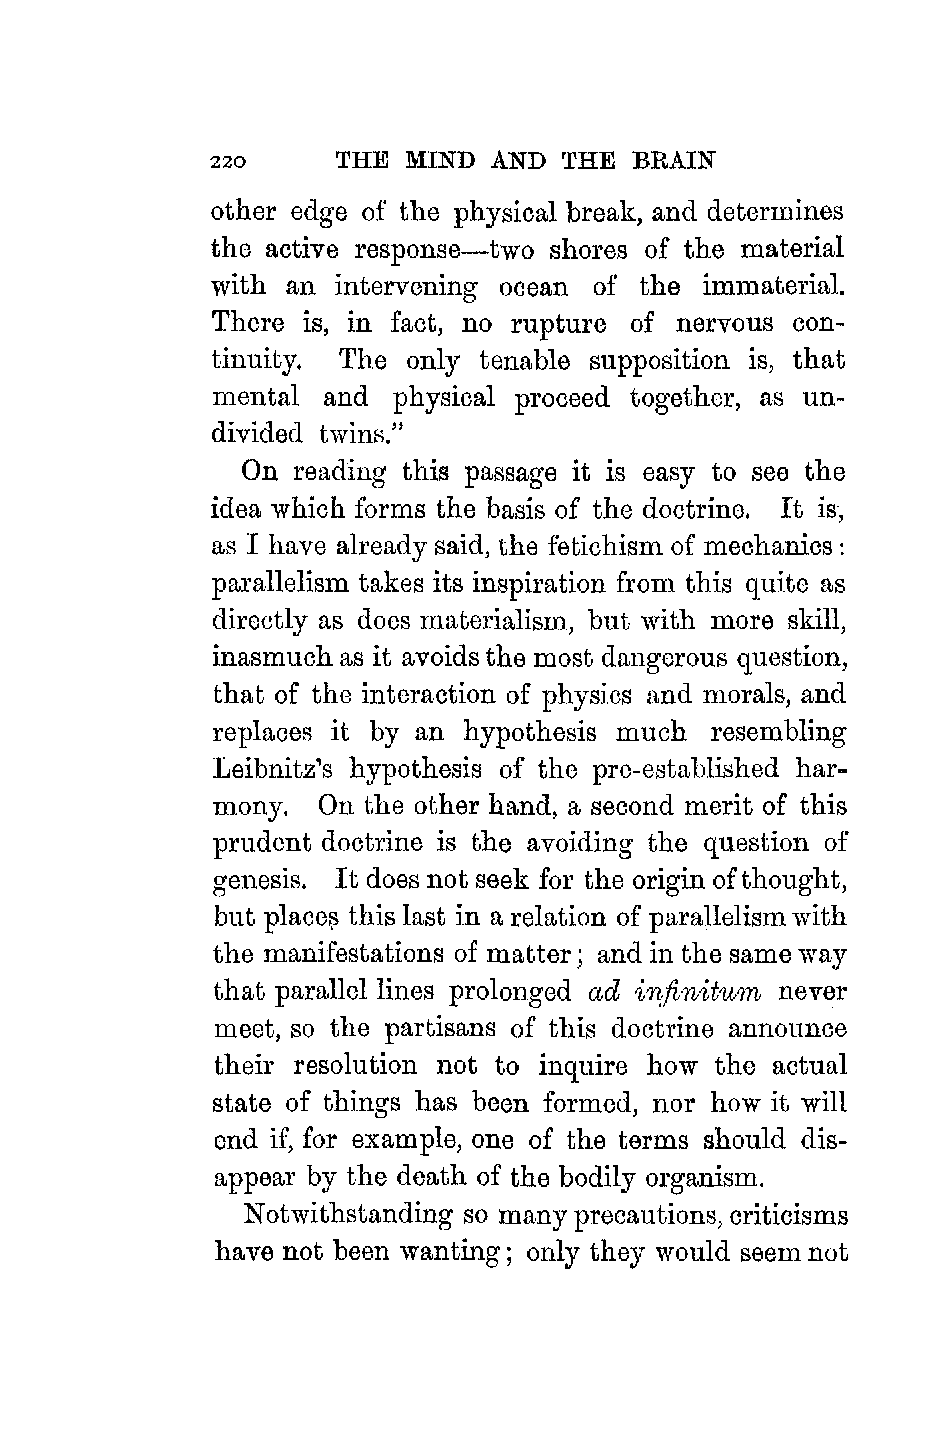 220 THE MIND AND THE BRAIN
other edge of the physical break, and determines
the active response—two shores of the material
with an intervening ocean of the immaterial.
There is, in fact, no rupture of nervous con-
tinuity. The only tenable supposition is, that
mental and physical proceed together, as un-
divided twins."
On reading this passage it is easy to see the
idea which forms the basis of the doctrine. It is,
as I have already said, the fetichism of mechanics:
parallelism takes its inspiration from this quite as
directly as does materialism, but with more skill,
inasmuch as it avoids the most dangerous question,
that of the interaction of physics and morals, and
replaces it by an hypothesis much resembling
Leibnitz's hypothesis of the pre-established har-
mony. On the other hand, a second merit of this
prudent doctrine is the avoiding the question of
genesis. It does not seek for the origin of thought,
but places this last in a relation of parallelism with
the manifestations of matter; and in the same way
that parallel lines prolonged ad infinitum never
meet, so the partisans of this doctrine announce
their resolution not to inquire how the actual
state of things has been formed, nor how it will
end if, for example, one of the terms should dis-
appear by the death of the bodily organism.
Notwithstanding so many precautions, criticisms
have not been wanting; only they would seem not